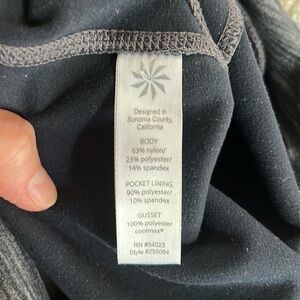 Designed in
Sonoma County,
California
BODY
63% nylon/
23% polyester/
14% spandex
POCKET LINING
90% polyester/
10% spandex
GUSSET
100% polyester
coolmax®
RN #54023
Style #258064